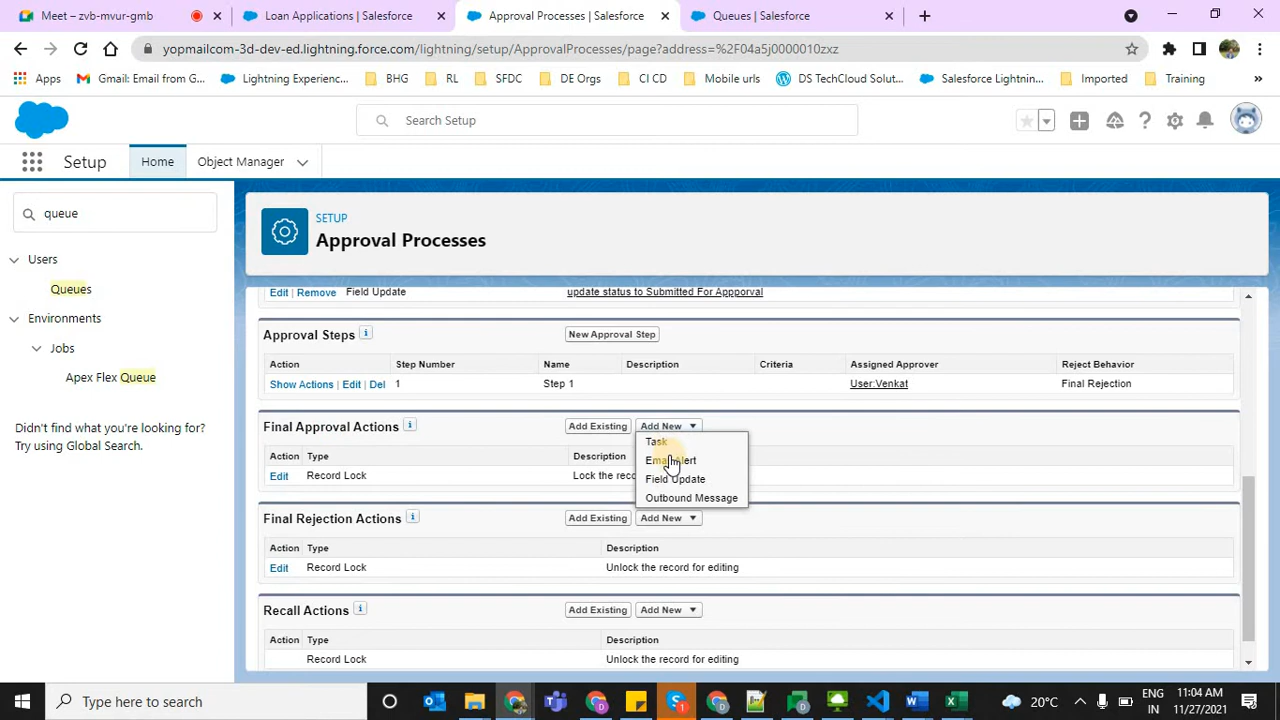 Meet – zvb-mvur-gmb
Loan Applications | Salesforce
Approval Processes | Salesforce
Queues | Salesforce
yopmailcom-3d-dev-ed.lightning.force.com/lightning/setup/ApprovalProcesses/page?address=%2F04a5j0000010zxz
Apps
Gmail: Email from G...
Lightning Experienc...
BHG
RL
SFDC
DE Orgs
CI CD
Mobile urls
DS TechCloud Solut...
Salesforce Lightnin...
Imported
Training
»
Search Setup
Setup
Home
Object Manager
queue
Users
Queues
Environments
Jobs
Apex Flex Queue
Didn't find what you're looking for?
Try using Global Search.
SETUP
Approval Processes
Edit | Remove Field Update update status to Submitted For Apporval
Approval Steps i New Approval Step
Action Step Number Name Description Criteria Assigned Approver Reject Behavior
Show Actions | Edit | Del 1 Step 1 User:Venkat Final Rejection
Final Approval Actions i Add Existing Add New
Action Type Description
Edit Record Lock Lock the reco
Task
Email Alert
Field Update
Outbound Message
Final Rejection Actions i Add Existing Add New
Action Type Description
Edit Record Lock Unlock the record for editing
Recall Actions i Add Existing Add New
Action Type Description
Record Lock Unlock the record for editing
Type here to search
1
20°C
ENG
IN
11:04 AM
11/27/2021